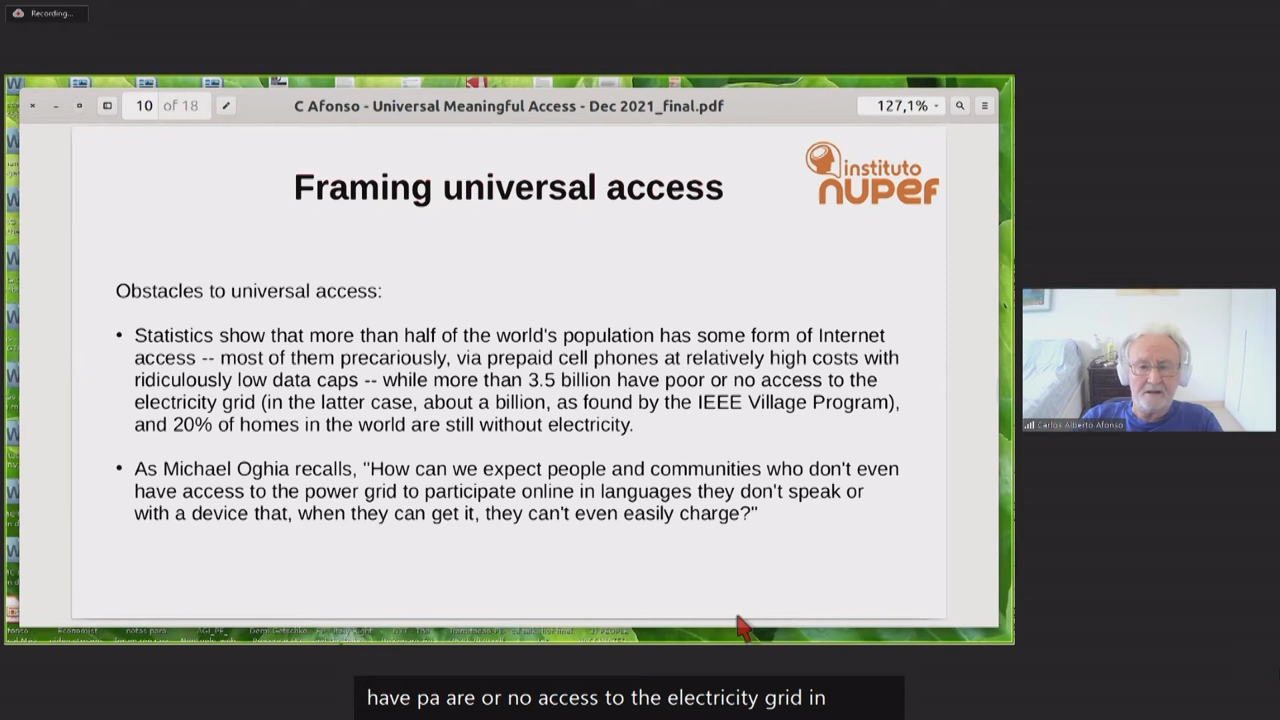 Recording...
10 of 18
C Afonso - Universal Meaningful Access - Dec 2021_final.pdf
127,1%
Framing universal access
instituto
nupef
Obstacles to universal access:
• Statistics show that more than half of the world's population has some form of Internet
access -- most of them precariously, via prepaid cell phones at relatively high costs with
ridiculously low data caps -- while more than 3.5 billion have poor or no access to the
electricity grid (in the latter case, about a billion, as found by the IEEE Village Program),
and 20% of homes in the world are still without electricity.
• As Michael Oghia recalls, "How can we expect people and communities who don't even
have access to the power grid to participate online in languages they don't speak or
with a device that, when they can get it, they can't even easily charge?"
Carlos Alberto Afonso
have pa are or no access to the electricity grid in